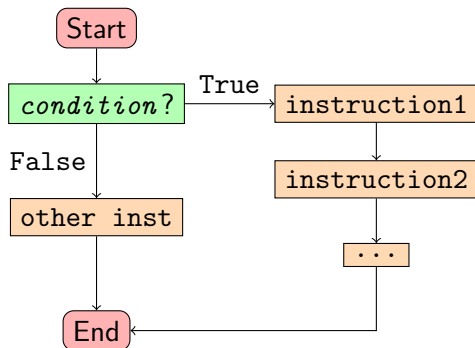 Start
condition?
True
instruction1
False
instruction2
other inst
...
End